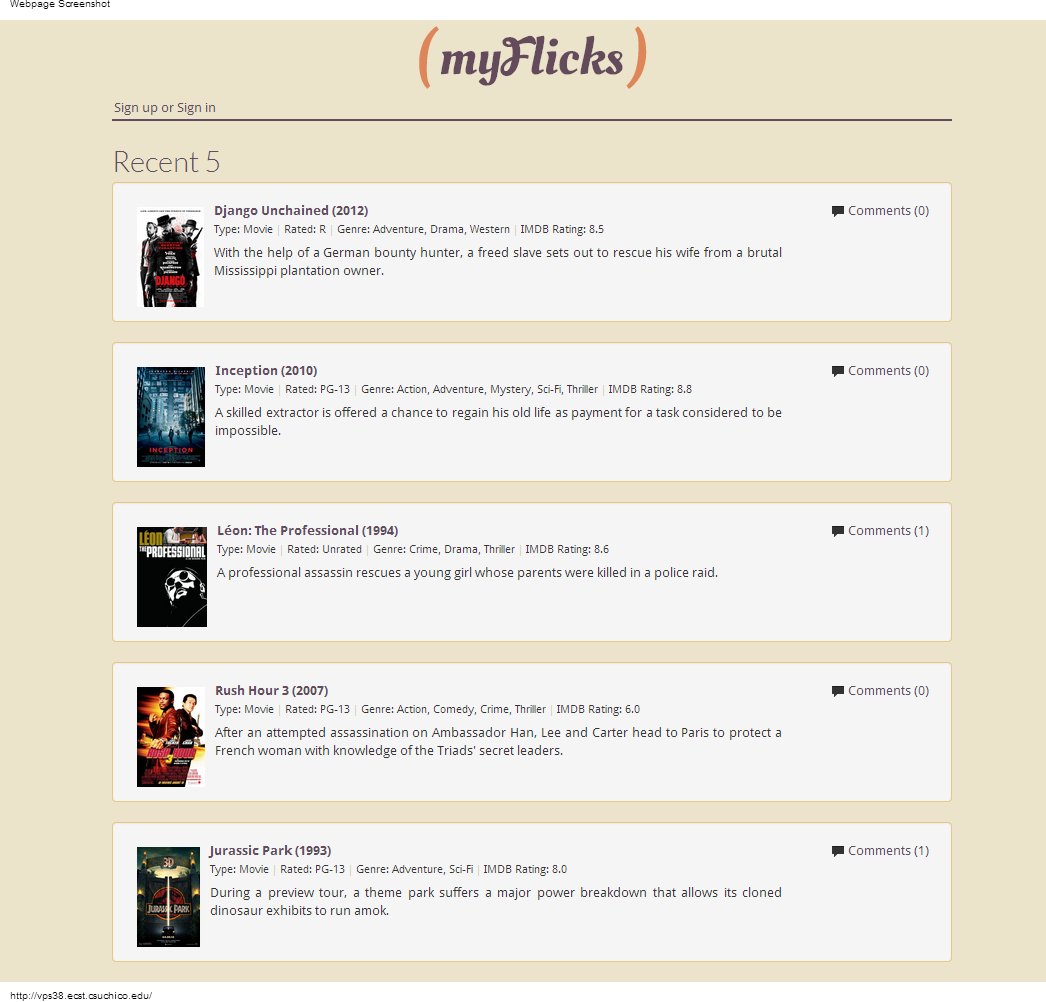 Webpage Screenshot
(myFlicks)
Sign up or Sign in
Recent 5
Django Unchained (2012)
Comments (0)
Type: Movie | Rated: R | Genre: Adventure, Drama, Western | IMDB Rating: 8.5
With the help of a German bounty hunter, a freed slave sets out to rescue his wife from a brutal
Mississippi plantation owner.
DJANGO
Inception (2010)
Comments (0)
Type: Movie | Rated: PG-13 | Genre: Action, Adventure, Mystery, Sci-Fi, Thriller | IMDB Rating: 8.8
A skilled extractor is offered a chance to regain his old life as payment for a task considered to be
impossible.
INCEPTION
Léon: The Professional (1994)
Comments (1)
Type: Movie | Rated: Unrated | Genre: Crime, Drama, Thriller | IMDB Rating: 8.6
A professional assassin rescues a young girl whose parents were killed in a police raid.
LÉON
THE PROFESSIONAL
Rush Hour 3 (2007)
Comments (0)
Type: Movie | Rated: PG-13 | Genre: Action, Comedy, Crime, Thriller | IMDB Rating: 6.0
After an attempted assassination on Ambassador Han, Lee and Carter head to Paris to protect a
French woman with knowledge of the Triads' secret leaders.
RUSH HOUR
3
Jurassic Park (1993)
Comments (1)
Type: Movie | Rated: PG-13 | Genre: Adventure, Sci-Fi | IMDB Rating: 8.0
During a preview tour, a theme park suffers a major power breakdown that allows its cloned
dinosaur exhibits to run amok.
3D
JURASSIC PARK
http://vps38.ecst.csuchico.edu/